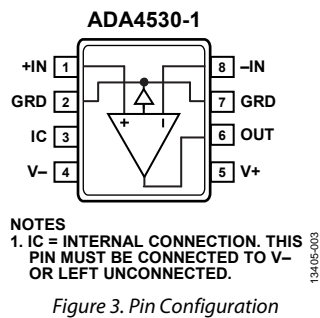 ADA4530-1
+IN 1
8 –IN
GRD 2
7 GRD
IC 3
6 OUT
V– 4
5 V+
+ –
NOTES
1. IC = INTERNAL CONNECTION. THIS
PIN MUST BE CONNECTED TO V–
OR LEFT UNCONNECTED.
13405-003
Figure 3. Pin Configuration